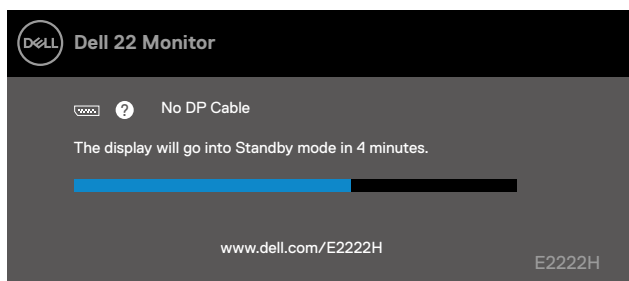 DELL
Dell 22 Monitor
? No DP Cable
The display will go into Standby mode in 4 minutes.
www.dell.com/E2222H
E2222H